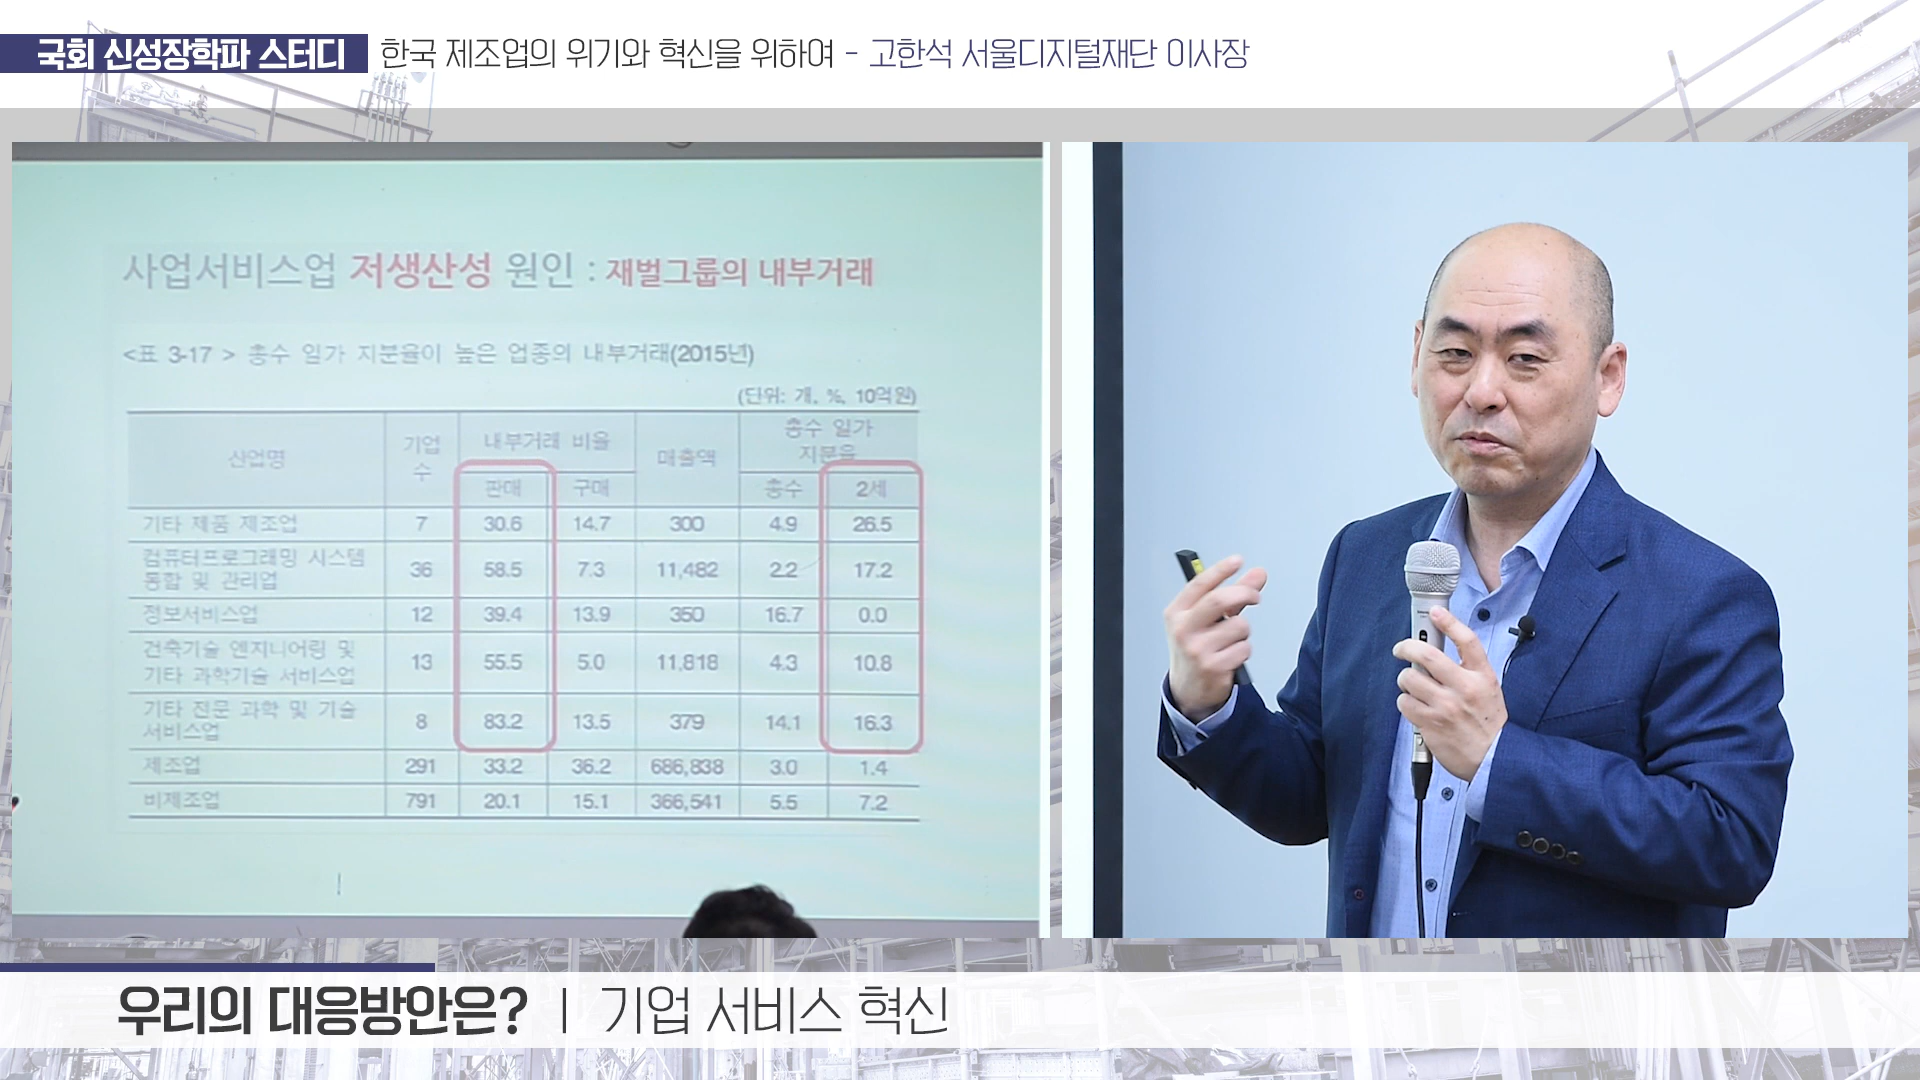 국회 신성장학파 스터디 한국 제조업의 위기와 혁신을 위하여 - 고한석 서울디지털재단 이사장
사업서비스업 저생산성 원인 : 재벌그룹의 내부거래
<표 3-17 > 총수 일가 지분율이 높은 업종의 내부거래(2015년)
(단위: 개, %, 10억원)
산업명 기업 수 내부거래 비율 매출액 총수 일가 지분율
판매 구매 총수 2세
기타 제품 제조업 7 30.6 14.7 300 4.9 26.5
컴퓨터프로그래밍 시스템
통합 및 관리업 36 58.5 7.3 11,482 2.2 17.2
정보서비스업 12 39.4 13.9 350 16.7 0.0
건축기술 엔지니어링 및
기타 과학기술 서비스업 13 55.5 5.0 11,818 4.3 10.8
기타 전문 과학 및 기술
서비스업 8 83.2 13.5 379 14.1 16.3
제조업 291 33.2 36.2 686,838 3.0 1.4
비제조업 791 20.1 15.1 366,541 5.5 7.2
우리의 대응방안은? | 기업 서비스 혁신